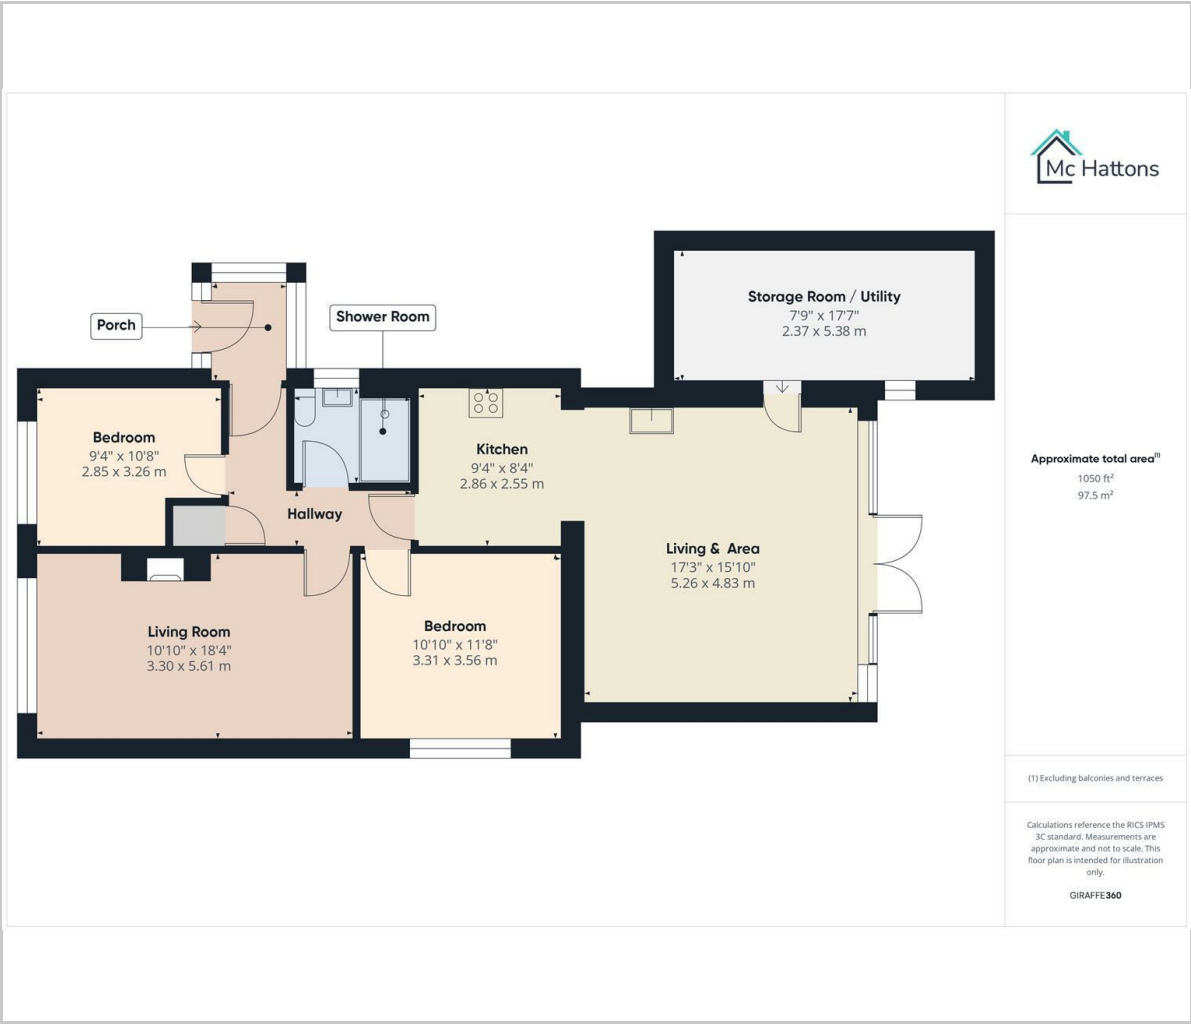 Mc Hattons
Porch
Shower Room
Storage Room / Utility
7'9" x 17'7"
2.37 x 5.38 m
Bedroom
9'4" x 10'8"
2.85 x 3.26 m
Kitchen
9'4" x 8'4"
2.86 x 2.55 m
Hallway
Living & Area
17'3" x 15'10"
5.26 x 4.83 m
Living Room
10'10" x 18'4"
3.30 x 5.61 m
Bedroom
10'10" x 11'8"
3.31 x 3.56 m
Approximate total area(1)
1050 ft²
97.5 m²
(1) Excluding balconies and terraces
Calculations reference the RICS IPMS
3C standard. Measurements are
approximate and not to scale. This
floor plan is intended for illustration
only.
GIRAFFE360